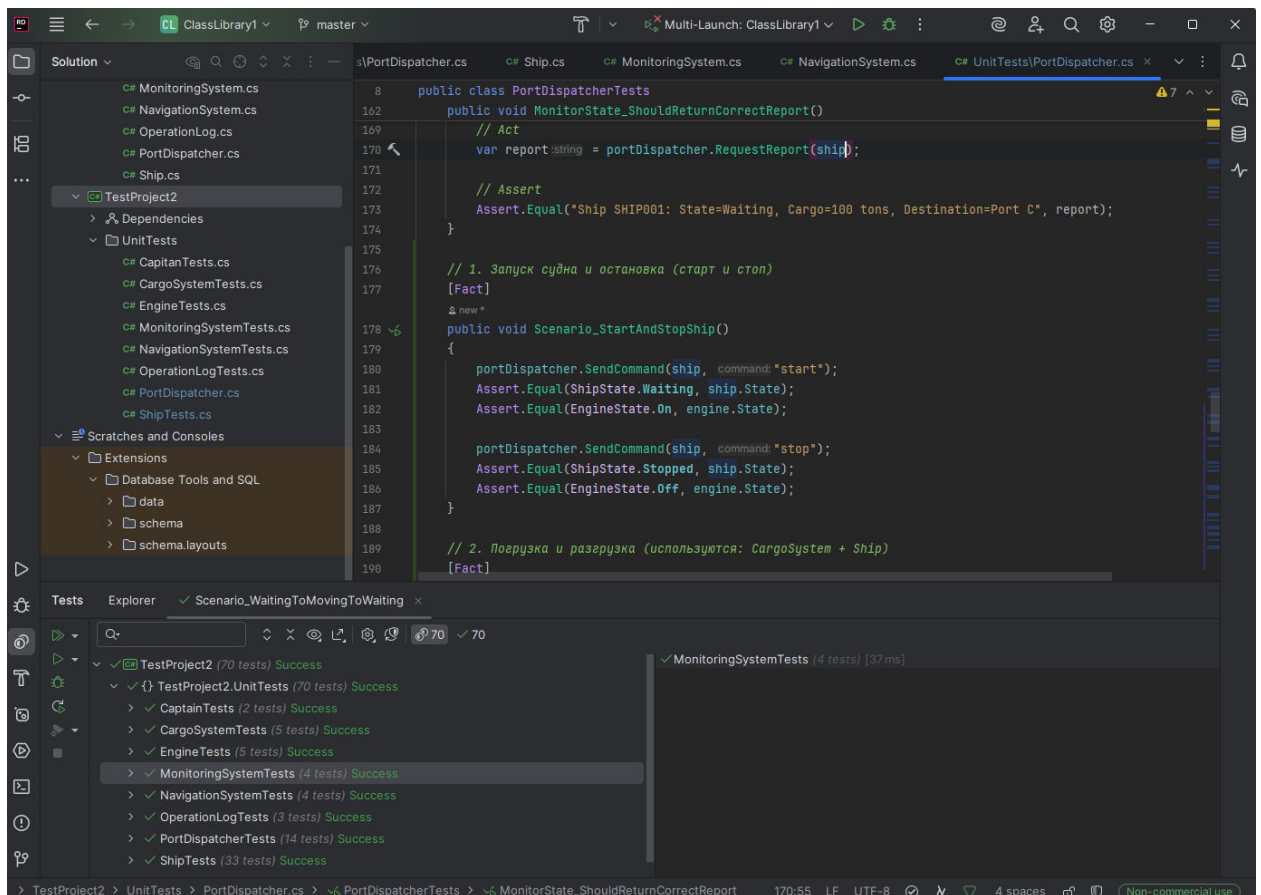 RD
CL ClassLibrary1
master
Multi-Launch: ClassLibrary1
Solution
s\PortDispatcher.cs
C# Ship.cs
C# MonitoringSystem.cs
C# NavigationSystem.cs
C# UnitTests\PortDispatcher.cs
C# MonitoringSystem.cs
C# NavigationSystem.cs
C# OperationLog.cs
C# PortDispatcher.cs
C# Ship.cs
C# TestProject2
Dependencies
UnitTests
C# CapitanTests.cs
C# CargoSystemTests.cs
C# EngineTests.cs
C# MonitoringSystemTests.cs
C# NavigationSystemTests.cs
C# OperationLogTests.cs
C# PortDispatcher.cs
C# ShipTests.cs
Scratches and Consoles
Extensions
Database Tools and SQL
data
schema
schema.layouts
8 public class PortDispatcherTests
7
162 public void MonitorState_ShouldReturnCorrectReport()
169 // Act
170 var report :string = portDispatcher.RequestReport(ship);
171
172 // Assert
173 Assert.Equal("Ship SHIP001: State=Waiting, Cargo=100 tons, Destination=Port C", report);
174 }
175
176 // 1. Запуск судна и остановка (старт и стоп)
177 [Fact]
new *
178 public void Scenario_StartAndStopShip()
179 {
180 portDispatcher.SendCommand(ship, command: "start");
181 Assert.Equal(ShipState.Waiting, ship.State);
182 Assert.Equal(EngineState.On, engine.State);
183
184 portDispatcher.SendCommand(ship, command: "stop");
185 Assert.Equal(ShipState.Stopped, ship.State);
186 Assert.Equal(EngineState.Off, engine.State);
187 }
188
189 // 2. Погрузка и разгрузка (используются: CargoSystem + Ship)
190 [Fact]
Tests
Explorer
Scenario_WaitingToMovingToWaiting
70 70
TestProject2 (70 tests) Success
{} TestProject2.UnitTests (70 tests) Success
CaptainTests (2 tests) Success
CargoSystemTests (5 tests) Success
EngineTests (5 tests) Success
MonitoringSystemTests (4 tests) Success
NavigationSystemTests (4 tests) Success
OperationLogTests (3 tests) Success
PortDispatcherTests (14 tests) Success
ShipTests (33 tests) Success
MonitoringSystemTests (4 tests) [37 ms]
> TestProject2 > UnitTests > PortDispatcher.cs > PortDispatcherTests > MonitorState_ShouldReturnCorrectReport
170:55 LF UTF-8 4 spaces Non-commercial use